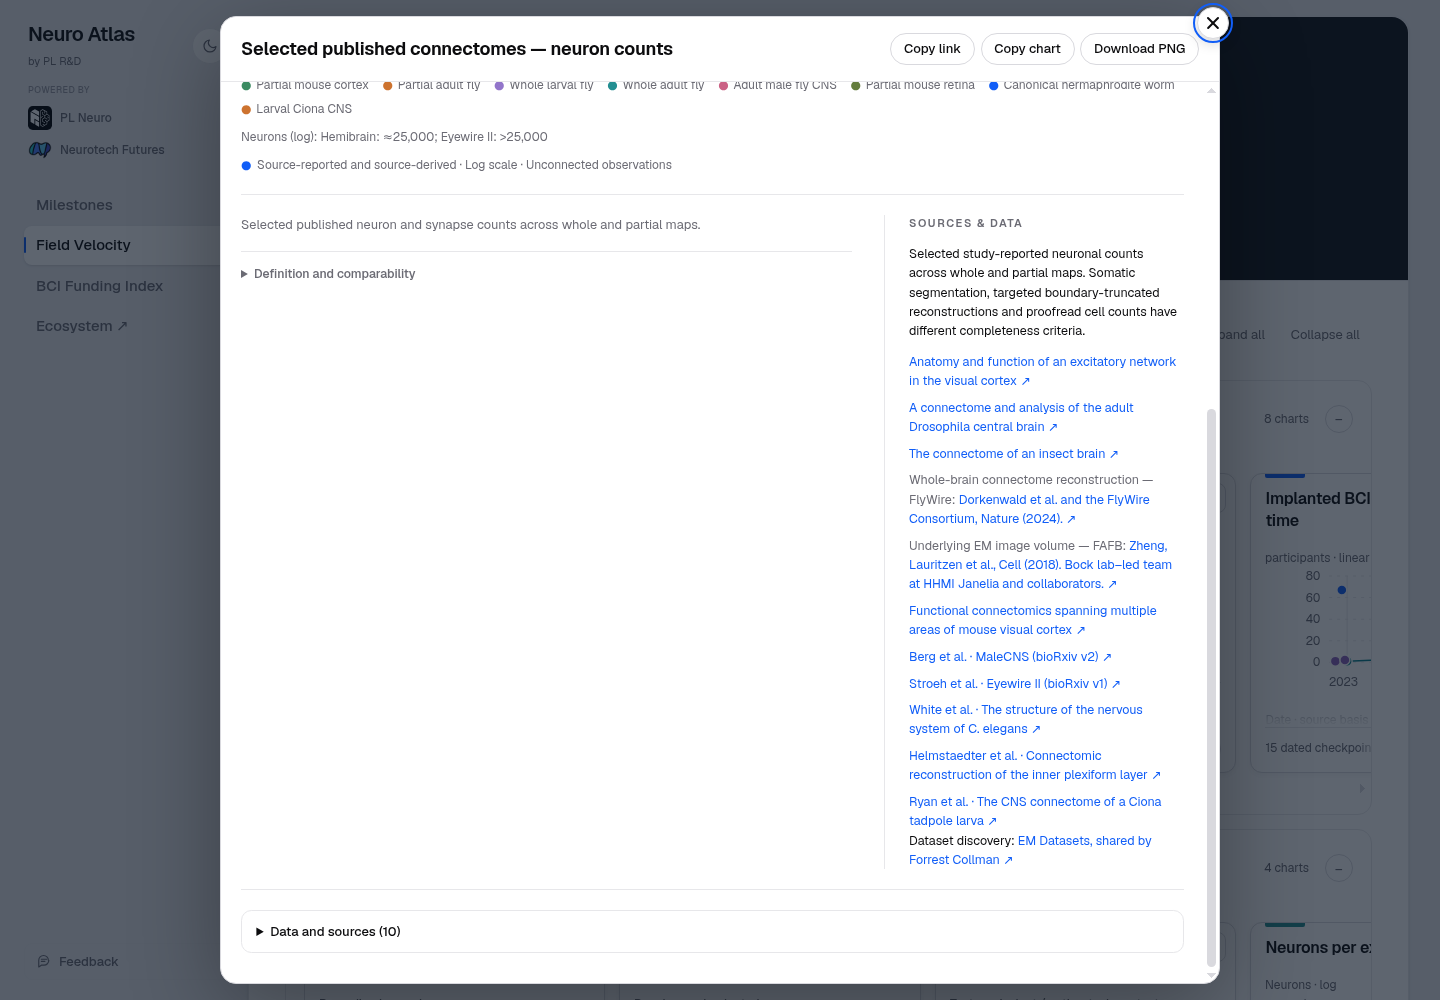 Neuro Atlas
by PL R&D
POWERED BY
PL Neuro
Neurotech Futures
Milestones
Field Velocity
BCI Funding Index
Ecosystem ↗
Feedback
Selected published connectomes — neuron counts
Copy link
Copy chart
Download PNG
Partial mouse cortex
Partial adult fly
Whole larval fly
Whole adult fly
Adult male fly CNS
Partial mouse retina
Canonical hermaphrodite worm
Larval Ciona CNS
Neurons (log): Hemibrain: ≈25,000; Eyewire II: >25,000
Source-reported and source-derived · Log scale · Unconnected observations
Selected published neuron and synapse counts across whole and partial maps.
▶ Definition and comparability
SOURCES & DATA
Selected study-reported neuronal counts
across whole and partial maps. Somatic
segmentation, targeted boundary-truncated
reconstructions and proofread cell counts have
different completeness criteria.
Anatomy and function of an excitatory network
in the visual cortex ↗
A connectome and analysis of the adult
Drosophila central brain ↗
The connectome of an insect brain ↗
Whole-brain connectome reconstruction —
FlyWire: Dorkenwald et al. and the FlyWire
Consortium, Nature (2024). ↗
Underlying EM image volume — FAFB: Zheng,
Lauritzen et al., Cell (2018). Bock lab–led team
at HHMI Janelia and collaborators. ↗
Functional connectomics spanning multiple
areas of mouse visual cortex ↗
Berg et al. · MaleCNS (bioRxiv v2) ↗
Stroeh et al. · Eyewire II (bioRxiv v1) ↗
White et al. · The structure of the nervous
system of C. elegans ↗
Helmstaedter et al. · Connectomic
reconstruction of the inner plexiform layer ↗
Ryan et al. · The CNS connectome of a Ciona
tadpole larva ↗
Dataset discovery: EM Datasets, shared by
Forrest Collman ↗
▶ Data and sources (10)
pand all
Collapse all
8 charts
Implanted BCI
time
participants · linear
80
60
40
20
0
2023
Date · source basis
15 dated checkpoin
4 charts
Neurons per e
Neurons · log